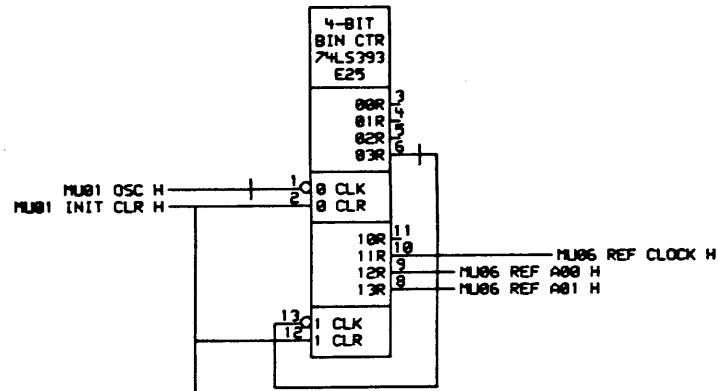 4-BIT
BIN CTR
74LS393
E25
00R 3
01R 4
02R 5
03R 6
MU01 OSC H 1 0 CLK
MU01 INIT CLR H 2 0 CLR
10R 11
11R 10 MU06 REF CLOCK H
12R 9 MU06 REF A00 H
13R 8 MU06 REF A01 H
13 1 CLK
12 1 CLR